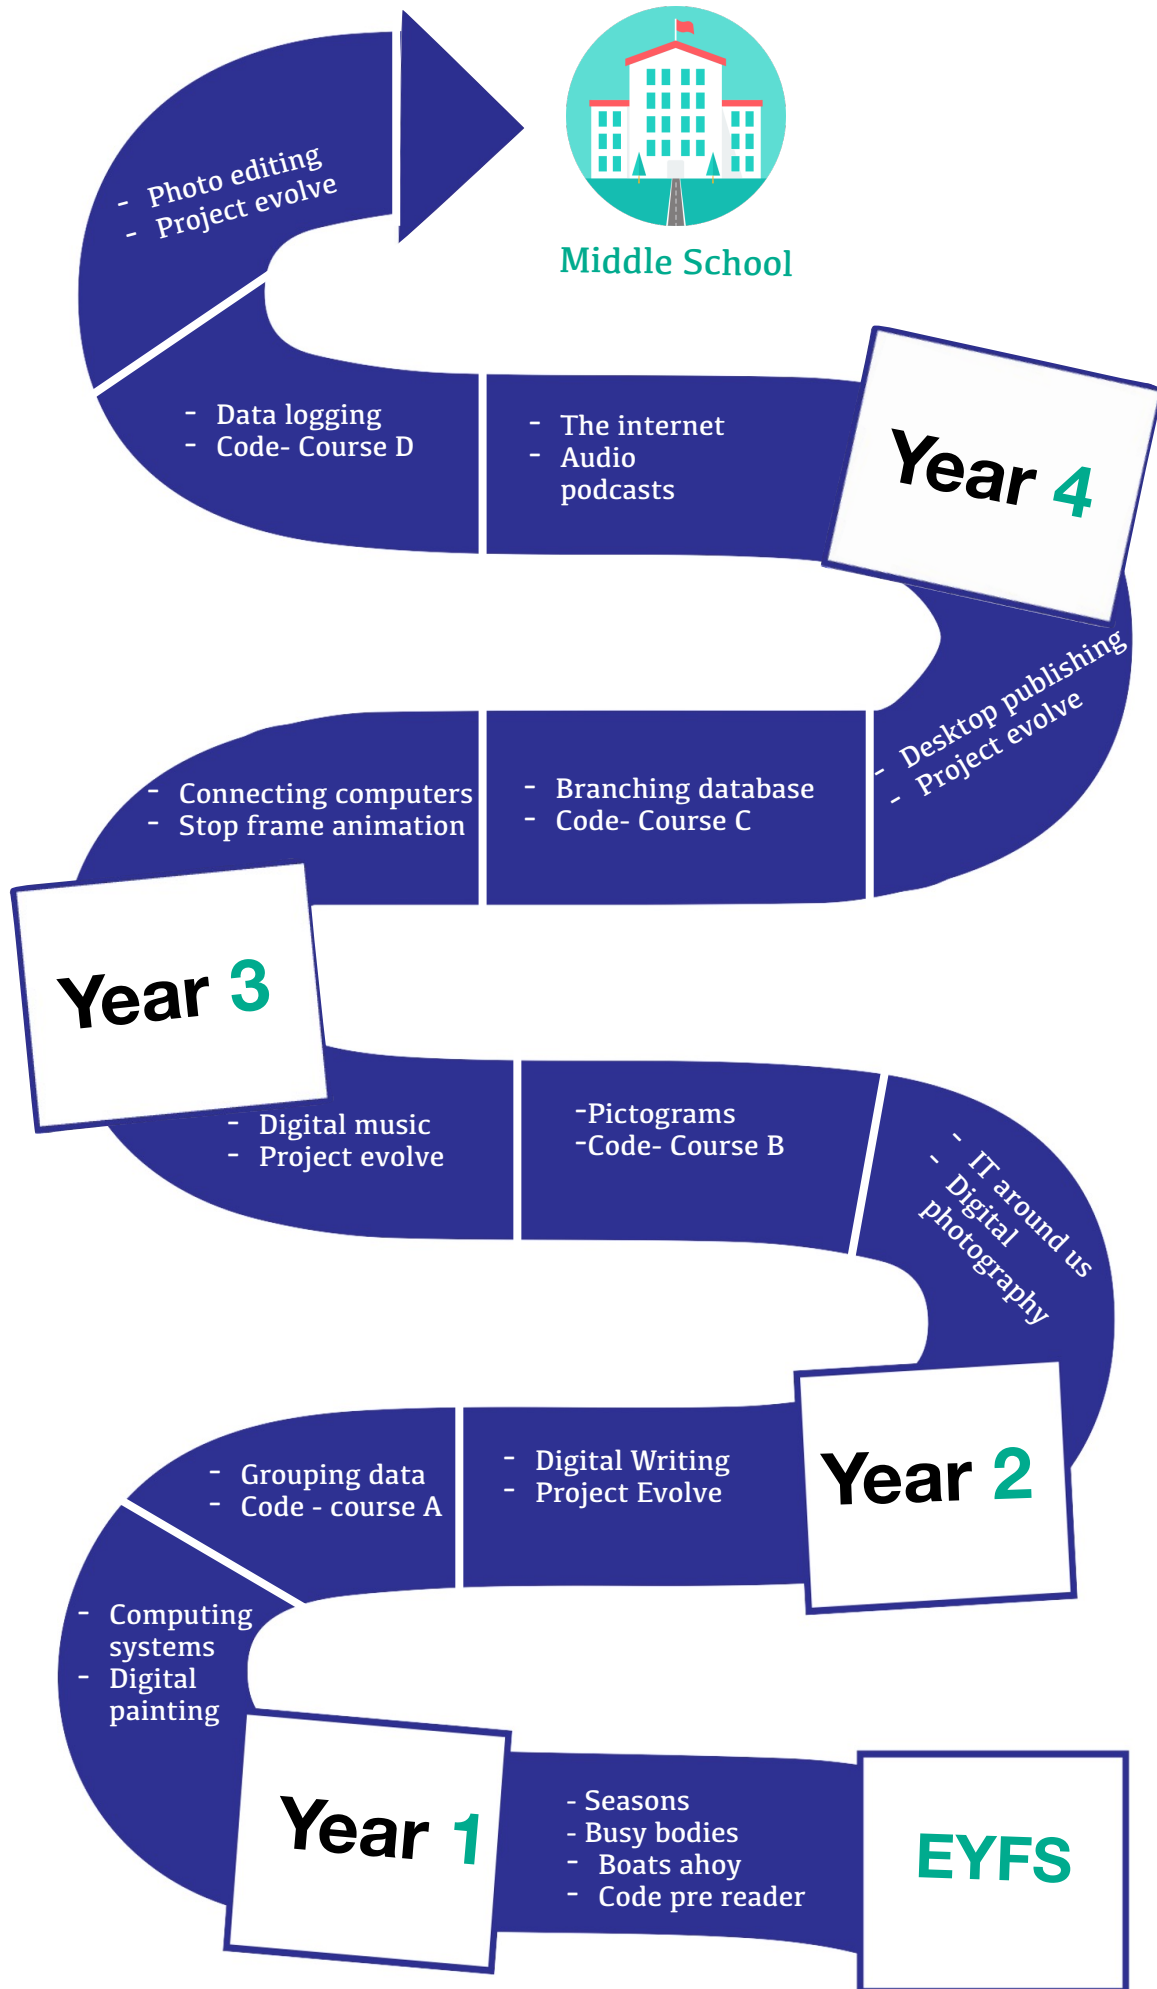 - Photo editing
- Project evolve
Middle School
- Data logging
- Code- Course D
- The internet
- Audio
podcasts
Year 4
- Desktop publishing
- Project evolve
- Connecting computers
- Stop frame animation
- Branching database
- Code- Course C
Year 3
- Digital music
- Project evolve
-Pictograms
-Code- Course B
- IT around us
- Digital
photography
- Grouping data
- Code - course A
- Digital Writing
- Project Evolve
Year 2
- Computing
systems
- Digital
painting
Year 1
- Seasons
- Busy bodies
- Boats ahoy
- Code pre reader
EYFS